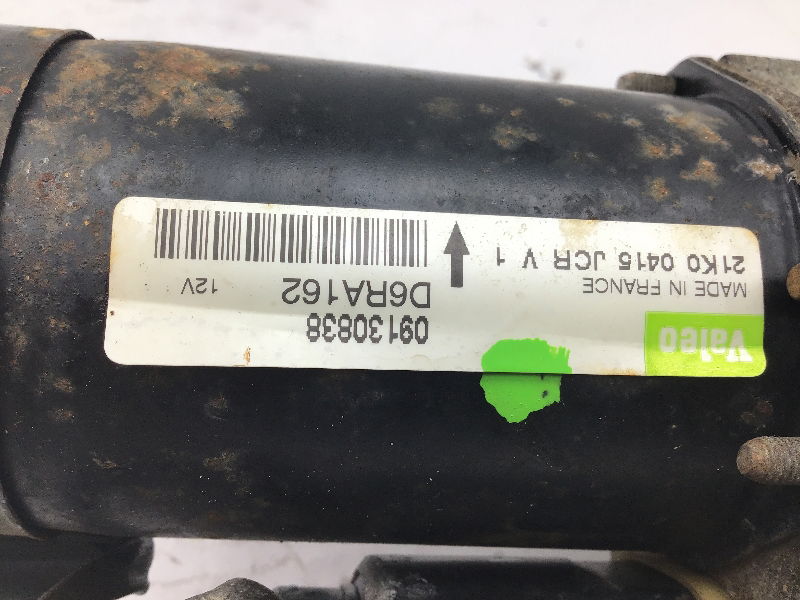 Valeo
09130838
D6RA162
12V
MADE IN FRANCE
21K0 0415 JCR V 1